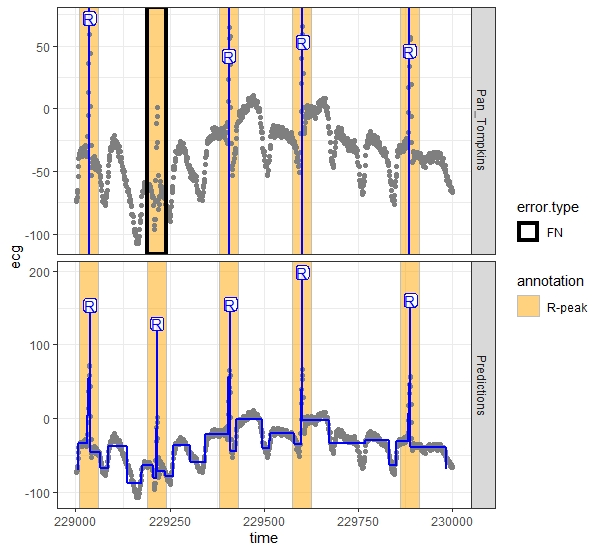 R
R
R
R
50
0
-50
-100
Pan_Tompkins
ecg
R
R
R
R
R
200
100
0
-100
Predictions
229000
229250
229500
229750
230000
time
error.type
FN
annotation
R-peak